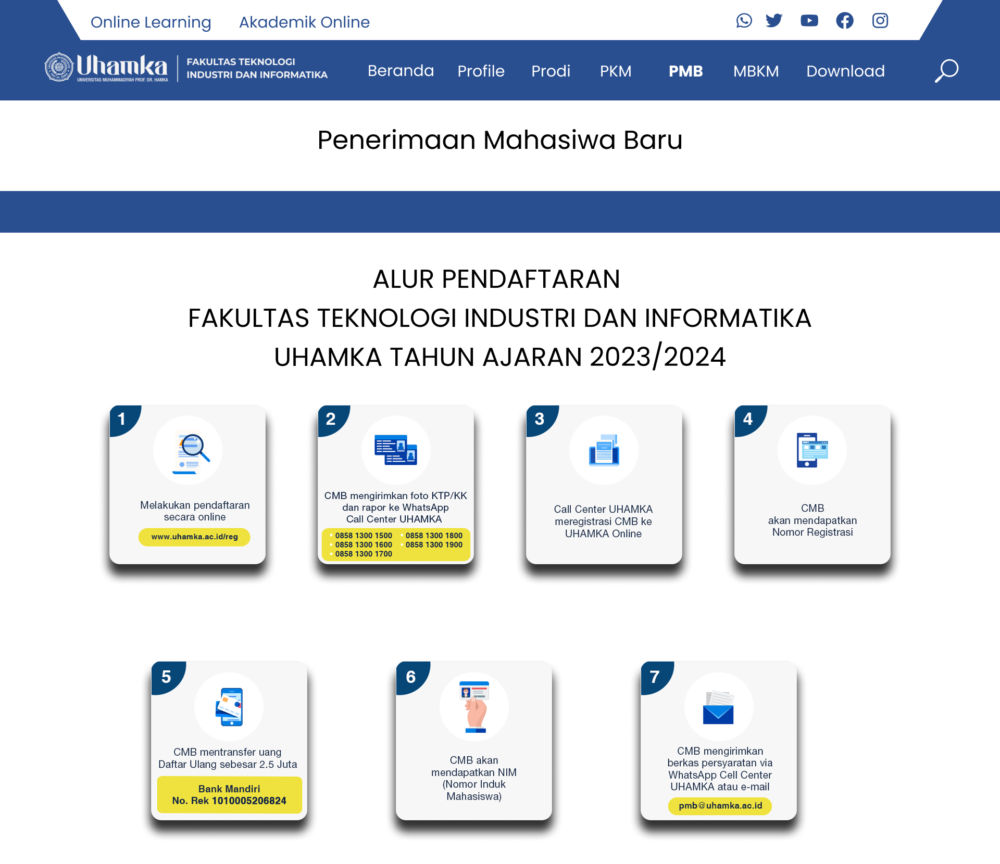 Online Learning
Akademik Online
Uhamka
UNIVERSITAS MUHAMMADIYAH PROF. DR. HAMKA
FAKULTAS TEKNOLOGI
INDUSTRI DAN INFORMATIKA
Beranda
Profile
Prodi
PKM
PMB
MBKM
Download
Penerimaan Mahasiwa Baru
ALUR PENDAFTARAN
FAKULTAS TEKNOLOGI INDUSTRI DAN INFORMATIKA
UHAMKA TAHUN AJARAN 2023/2024
1
Melakukan pendaftaran
secara online
www.uhamka.ac.id/reg
2
CMB mengirimkan foto KTP/KK
dan rapor ke WhatsApp
Call Center UHAMKA
• 0858 1300 1500
• 0858 1300 1600
• 0858 1300 1700
• 0858 1300 1800
• 0858 1300 1900
3
Call Center UHAMKA
meregistrasi CMB ke
UHAMKA Online
4
CMB
akan mendapatkan
Nomor Registrasi
5
CMB mentransfer uang
Daftar Ulang sebesar 2.5 Juta
Bank Mandiri
No. Rek 1010005206824
6
CMB akan
mendapatkan NIM
(Nomor Induk
Mahasiswa)
7
CMB mengirimkan
berkas persyaratan via
WhatsApp Cell Center
UHAMKA atau e-mail
pmb@uhamka.ac.id